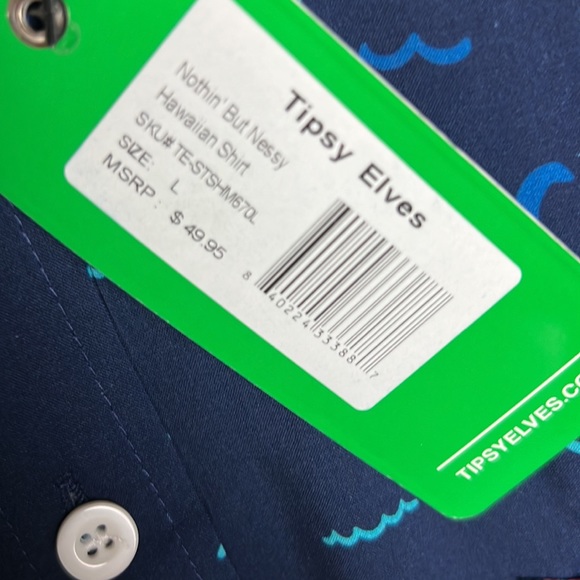 Tipsy Elves
Nothin' But Nessy
Hawaiian Shirt
SKU# TE-STSHM670L
SIZE: L
MSRP: $ 49.95
8 40224 33388 7
TIPSYELVES.CO